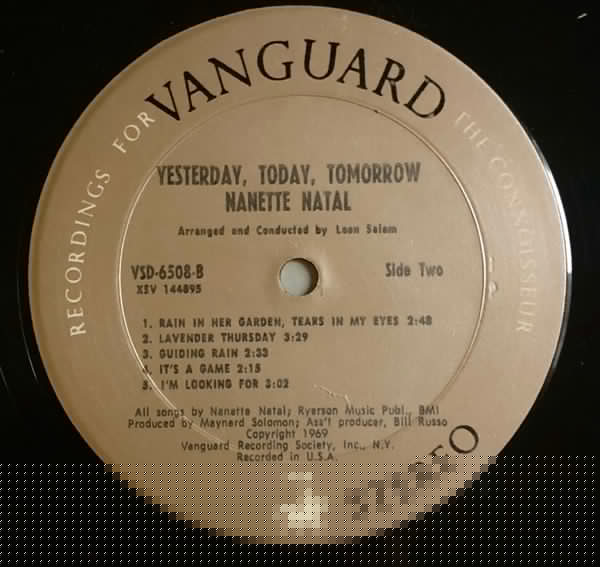 RECORDINGS FOR VANGUARD THE CONNOISSEUR
YESTERDAY, TODAY, TOMORROW
NANETTE NATAL
Arranged and Conducted by Leon Salem
VSD-6508-B Side Two
XSV 144895
1. RAIN IN HER GARDEN, TEARS IN MY EYES 2:48
2. LAVENDER THURSDAY 3:29
3. GUIDING RAIN 2:33
4. IT'S A GAME 2:15
5. I'M LOOKING FOR 3:02
All songs by Nanette Natal; Ryerson Music Publ., BMI
Produced by Maynard Solomon; Ass't producer, Bill Russo
Copyright 1969
Vanguard Recording Society, Inc., N.Y.
Recorded in U.S.A.
STEREO